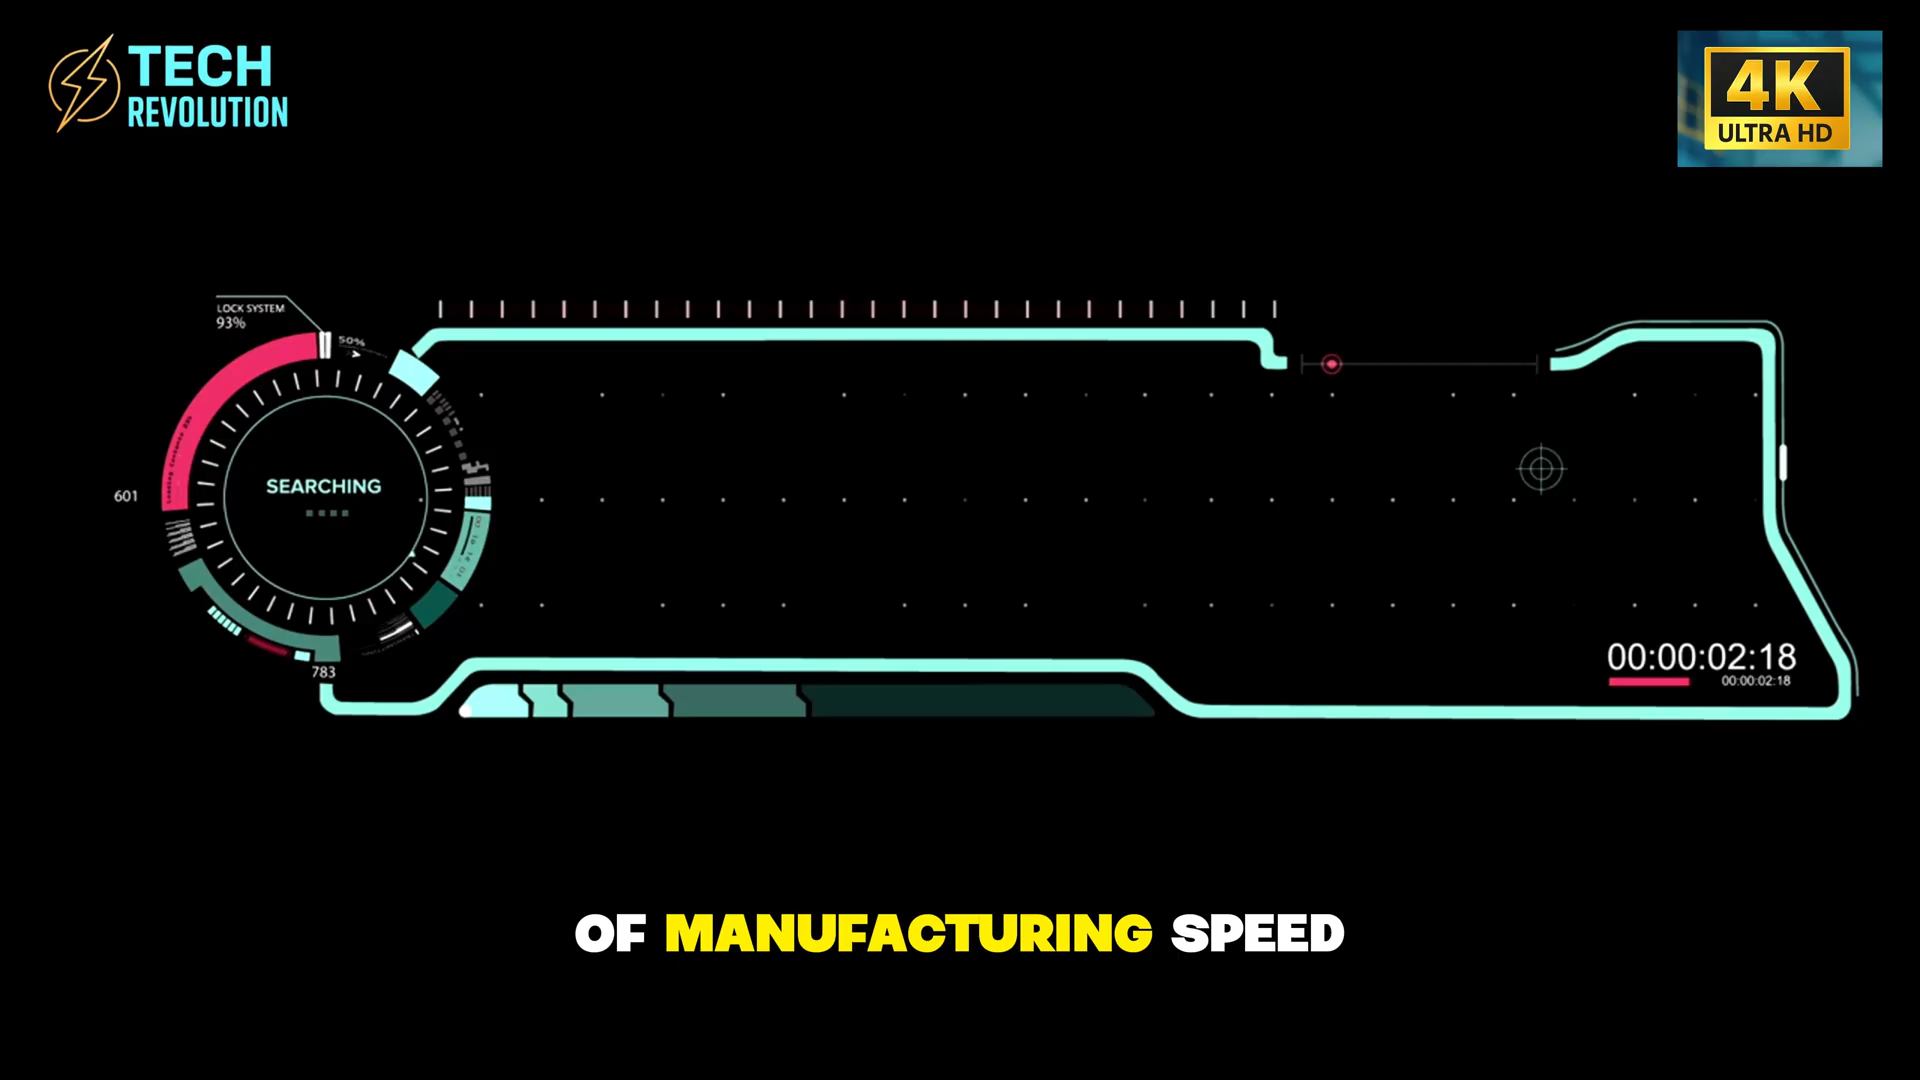 TECH
REVOLUTION
4K
ULTRA HD
LOCK SYSTEM
93%
50%
SEARCHING
601
783
00:00:02:18
00:00:02:18
OF MANUFACTURING SPEED